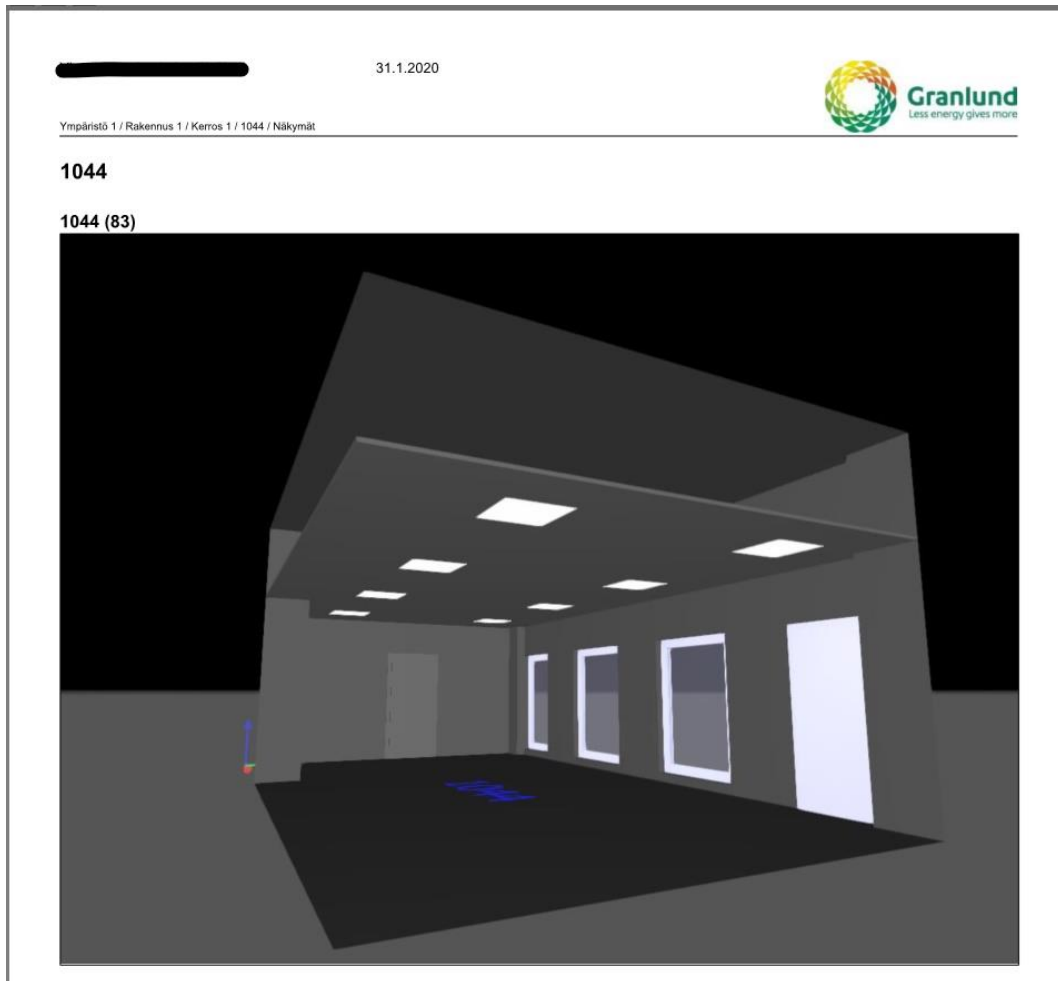 31.1.2020
Granlund
Less energy gives more
Ympäristö 1 / Rakennus 1 / Kerros 1 / 1044 / Näkymät
1044
1044 (83)
1044